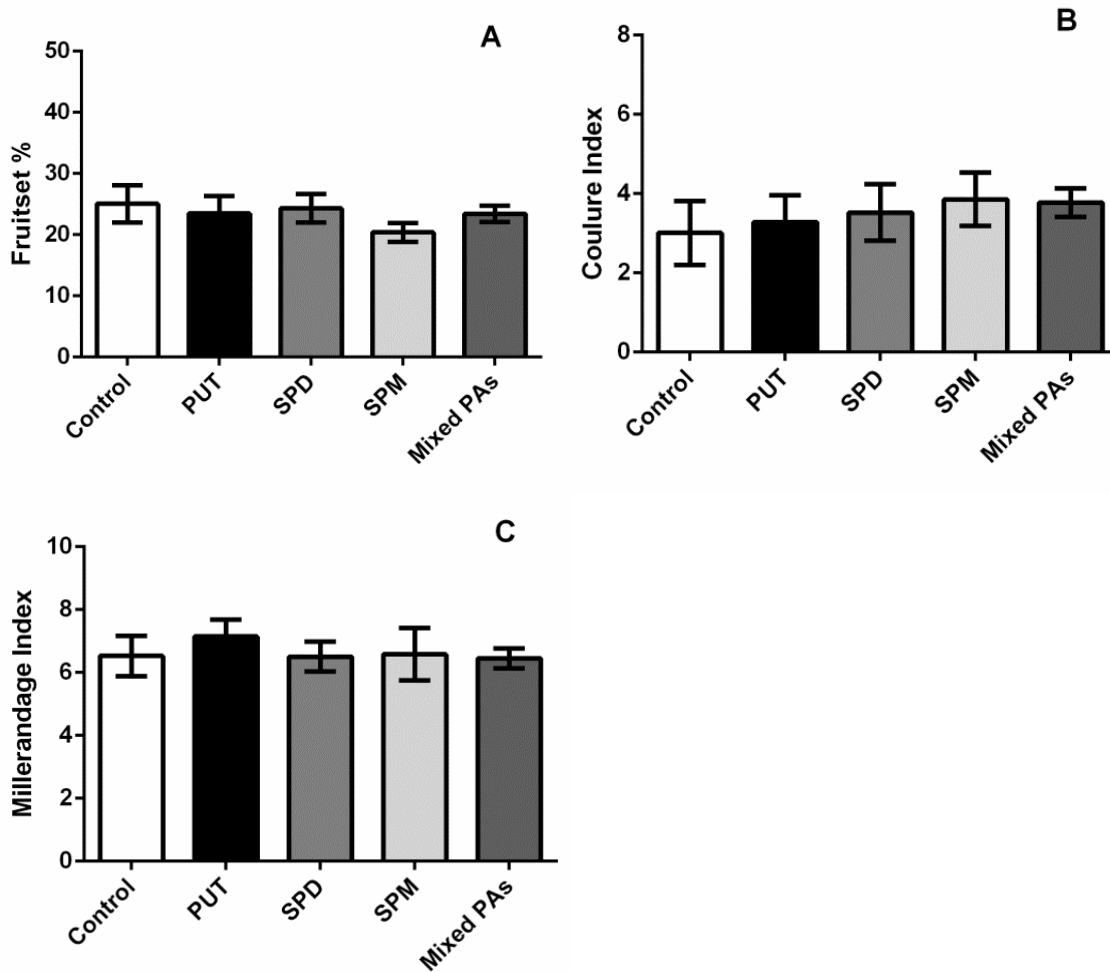 A
Fruitset %
50
40
30
20
10
0
Control
PUT
SPD
SPM
Mixed PAs
B
Coulure Index
8
6
4
2
0
Control
PUT
SPD
SPM
Mixed PAs
C
Millerandage Index
10
8
6
4
2
0
Control
PUT
SPD
SPM
Mixed PAs